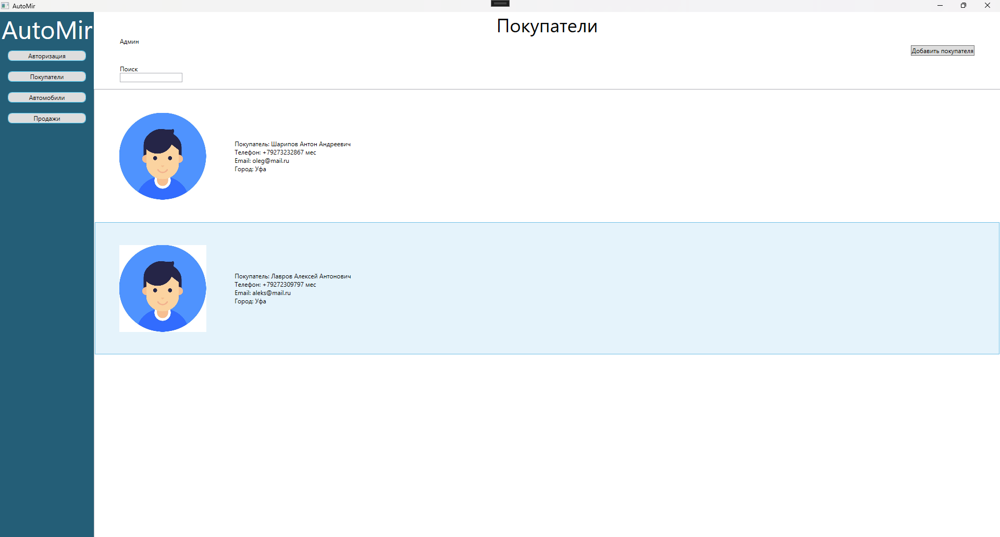 AutoMir
AutoMir
Авторизация
Покупатели
Автомобили
Продажи
Покупатели
Админ
Добавить покупателя
Поиск
Покупатель: Шарипов Антон Андреевич
Телефон: +79273232867 мес
Email: oleg@mail.ru
Город: Уфа
Покупатель: Лавров Алексей Антонович
Телефон: +79272309797 мес
Email: aleks@mail.ru
Город: Уфа